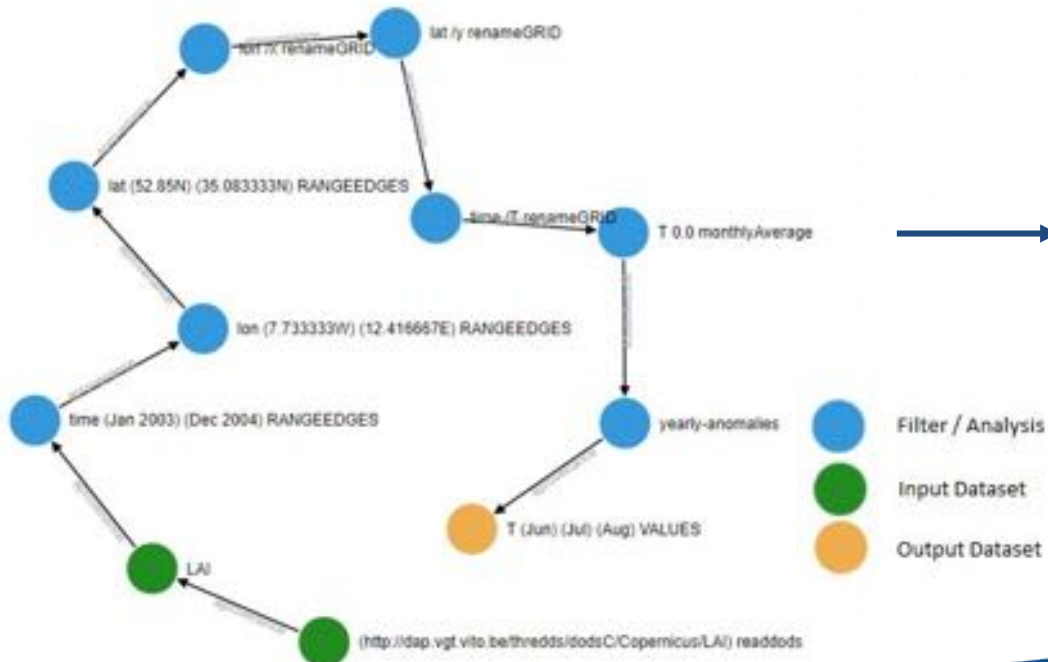 lon /x renameGRID
lat /y renameGRID
lat (52.85N) (35.083333N) RANGEEDGES
time /T renameGRID
T 0.0 monthlyAverage
lon (7.733333W) (12.416667E) RANGEEDGES
time (Jan 2003) (Dec 2004) RANGEEDGES
yearly-anomalies
Filter / Analysis
Input Dataset
T (Jun) (Jul) (Aug) VALUES
Output Dataset
LAI
(http://dap.vgt.vito.be/thredds/dodsC/Copernicus/LAI) readdods